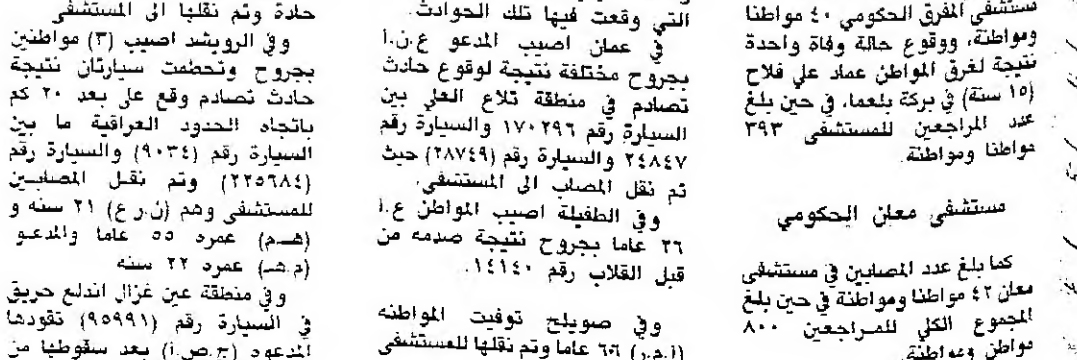 مستشفى المفرق الحكومي ٤٠ مواطنا
ومواطنة، ووقوع حالة وفاة واحدة
نتيجة لغرق المواطن عماد علي فلاح
(١٥ سنة) في بركة بلعما، في حين بلغ
عدد المراجعين للمستشفى ٣٩٣
مواطنا ومواطنة
مستشفى معان الحكومي
كما بلغ عدد المصابين في مستشفى
معان ٤٢ مواطنا ومواطنة في حين بلغ
المجموع الكلي للمراجعين ٨٠٠
مواطن ومواطنة.
التي وقعت فيها تلك الحوادث.
في عمان اصيب المدعو ع.ن.أ
بجروح مختلفة نتيجة لوقوع حادث
تصادم في منطقة تلاع العلي بين
السيارة رقم ١٧٠٢٩٦ والسيارة رقم
٢٤٨٤٧ والسيارة رقم (٢٨٧٤٩) حيث
تم نقل المصاب الى المستشفى.
وفي الطفيلة اصيب المواطن ع.أ
٢٦ عاما بجروح نتيجة صدمه من
قبل القلاب رقم ١٤١٤٠.
وفي صويلح توفيت المواطنه
(أ.م.ر) ٦٠٦ عاما وتم نقلها للمستشفى
حادة وتم نقلها الى المستشفى
وفي الرويشد اصيب (٣) مواطنين
بجروح وتحطمت سيارتان نتيجة
حادث تصادم وقع على بعد ٢٠ كم
باتجاه الحدود العراقية ما بين
السيارة رقم (٩٠٣٤) والسيارة رقم
(٢٢٥٦٨٤) وتم نقل المصابين
للمستشفى وهم (ن.ر ع) ٢١ سنه و
(هـ.م) عمره ٥٥ عاما والمدعو
(م.هـ) عمره ٢٢ سنه
وفي منطقة عين غزال اندلع حريق
في السيارة رقم (٩٥٩٩١) تقودها
المدعوه (ج.ص.أ) بعد سقوطها من